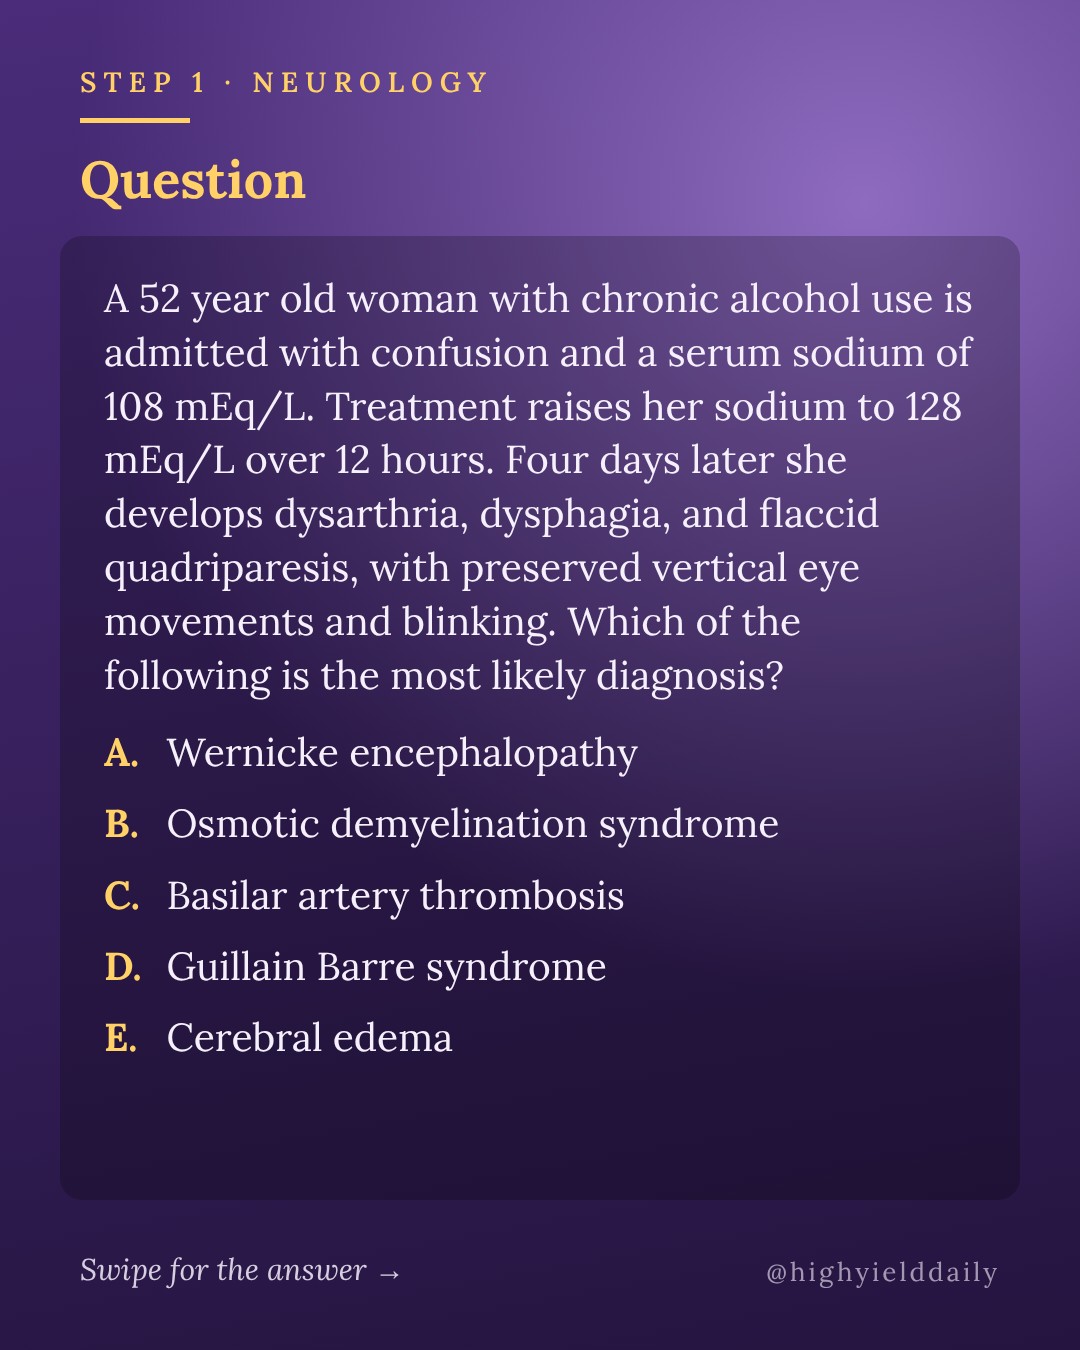 STEP 1 · NEUROLOGY
Question
A 52 year old woman with chronic alcohol use is
admitted with confusion and a serum sodium of
108 mEq/L. Treatment raises her sodium to 128
mEq/L over 12 hours. Four days later she
develops dysarthria, dysphagia, and flaccid
quadriparesis, with preserved vertical eye
movements and blinking. Which of the
following is the most likely diagnosis?
A. Wernicke encephalopathy
B. Osmotic demyelination syndrome
C. Basilar artery thrombosis
D. Guillain Barre syndrome
E. Cerebral edema
Swipe for the answer →
@highyielddaily